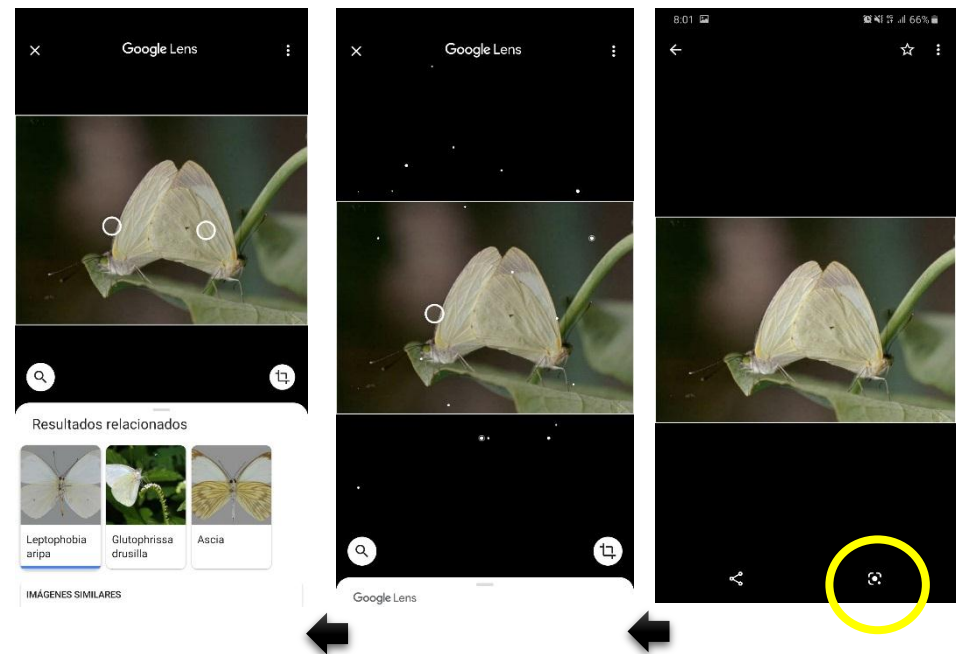 Google Lens
Resultados relacionados
Leptophobia
aripa
Glutophrissa
drusilla
Ascia
IMÁGENES SIMILARES
Google Lens
Google Lens
8:01
66%